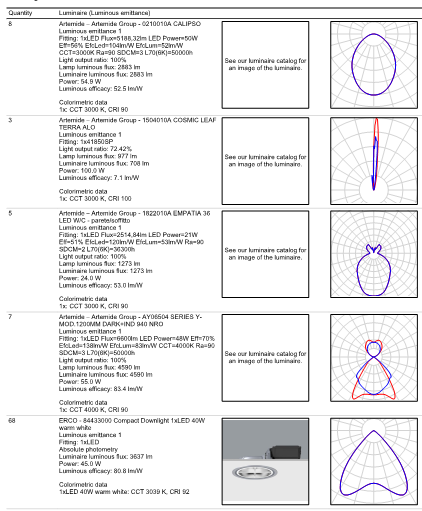 Quantity Luminaire (Luminous emittance)
8 Artemide – Artemide Group - 0210010A CALIPSO
Luminous emittance 1
Fitting: 1xLED Flux=5188,32lm LED Power=50W
Eff=56% EfcLed=104lm/W EfcLum=52lm/W
CCT=3000K Ra=90 SDCM=3 L70(6K)=50000h
Light output ratio: 100%
Lamp luminous flux: 2883 lm
Luminaire luminous flux: 2883 lm
Power: 54.9 W
Luminous efficacy: 52.5 lm/W
Colorimetric data
1x: CCT 3000 K, CRI 90
See our luminaire catalog for
an image of the luminaire.
3 Artemide – Artemide Group - 1504010A COSMIC LEAF
TERRA ALO
Luminous emittance 1
Fitting: 1x41850SP
Light output ratio: 72.42%
Lamp luminous flux: 977 lm
Luminaire luminous flux: 708 lm
Power: 100.0 W
Luminous efficacy: 7.1 lm/W
Colorimetric data
1x: CCT 3000 K, CRI 100
See our luminaire catalog for
an image of the luminaire.
5 Artemide – Artemide Group - 1822010A EMPATIA 36
LED W/C - parete/soffitto
Luminous emittance 1
Fitting: 1xLED Flux=2514,84lm LED Power=21W
Eff=51% EfcLed=120lm/W EfcLum=53lm/W Ra=90
SDCM=2 L70(6K)=36300h
Light output ratio: 100%
Lamp luminous flux: 1273 lm
Luminaire luminous flux: 1273 lm
Power: 24.0 W
Luminous efficacy: 53.0 lm/W
Colorimetric data
1x: CCT 3000 K, CRI 90
See our luminaire catalog for
an image of the luminaire.
7 Artemide – Artemide Group - AY06504 SERIES Y-
MOD.1200MM DARK+IND 940 NRO
Luminous emittance 1
Fitting: 1xLED Flux=6600lm LED Power=48W Eff=70%
EfcLed=138lm/W EfcLum=83lm/W CCT=4000K Ra=90
SDCM=3 L70(6K)=50000h
Light output ratio: 100%
Lamp luminous flux: 4590 lm
Luminaire luminous flux: 4590 lm
Power: 55.0 W
Luminous efficacy: 83.4 lm/W
Colorimetric data
1x: CCT 4000 K, CRI 90
See our luminaire catalog for
an image of the luminaire.
68 ERCO - 84433000 Compact Downlight 1xLED 40W
warm white
Luminous emittance 1
Fitting: 1xLED
Absolute photometry
Luminaire luminous flux: 3637 lm
Power: 45.0 W
Luminous efficacy: 80.8 lm/W
Colorimetric data
1xLED 40W warm white: CCT 3039 K, CRI 92